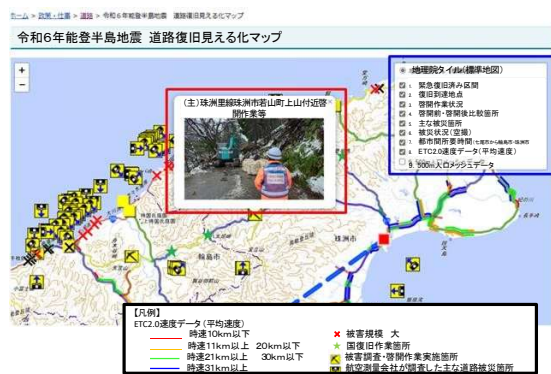 ホーム > 政策・仕事 > 道路 > 令和6年能登半島地震 道路復旧見える化マップ
令和６年能登半島地震 道路復旧見える化マップ
+
−
(主)珠洲里線珠洲市若山町上山付近啓
開作業等
地理院タイル(標準地図)
1. 緊急復旧済み区間
2. 復旧到達地点
3. 啓開作業状況
4. 啓開前・啓開後比較箇所
5. 主な被災箇所
6. 被災状況(空撮)
7. 都市間所要時間(七尾市から輪島市・珠洲市)
8. ETC2.0速度データ(平均速度)
9. 500m人口メッシュデータ
輪島市
珠洲市
長手崎
【凡例】
ETC2.0速度データ(平均速度)
時速10km以下
時速11km以上 20km以下
時速21km以上 30km以下
時速31km以上
被害規模 大
国復旧作業箇所
被害調査・啓開作業実施箇所
航空測量会社が調査した主な道路被災箇所